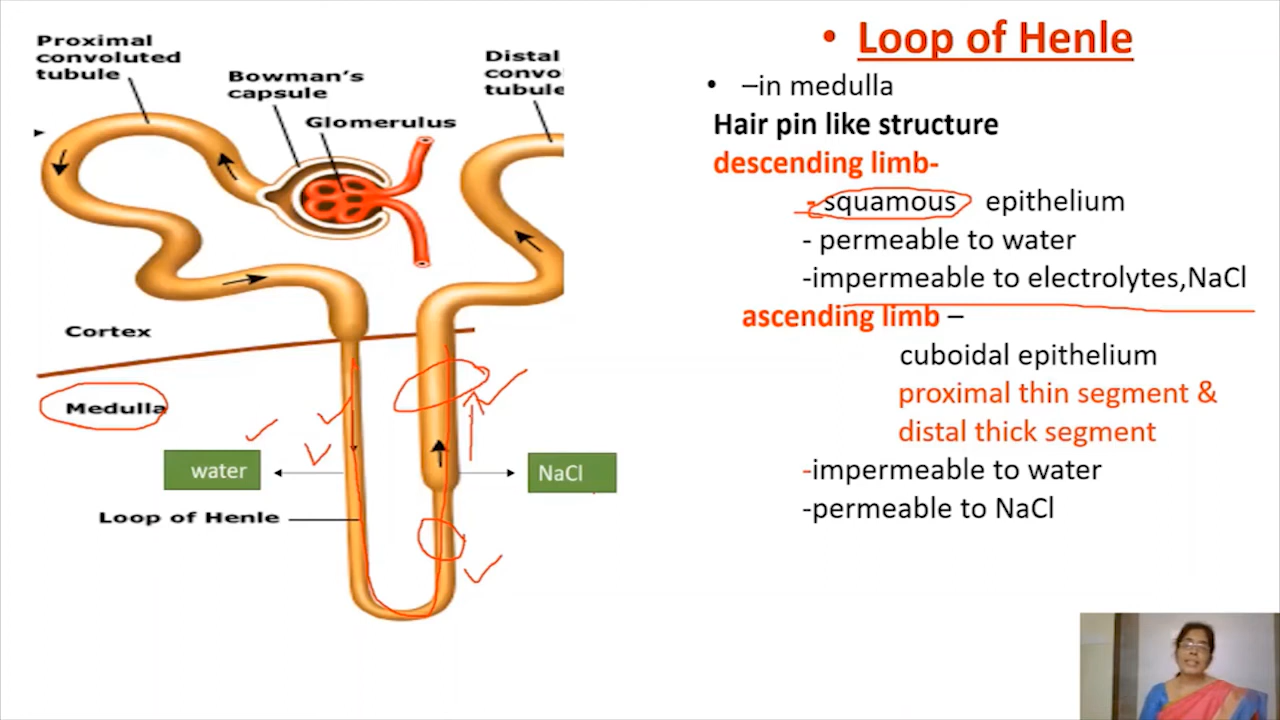 Proximal
convoluted
tubule
Bowman's
capsule
Glomerulus
Distal
convo
tubule
Cortex
Medulla
water
NaCl
Loop of Henle
• Loop of Henle
• –in medulla
Hair pin like structure
descending limb-
- squamous epithelium
- permeable to water
-impermeable to electrolytes,NaCl
ascending limb –
cuboidal epithelium
proximal thin segment &
distal thick segment
-impermeable to water
-permeable to NaCl